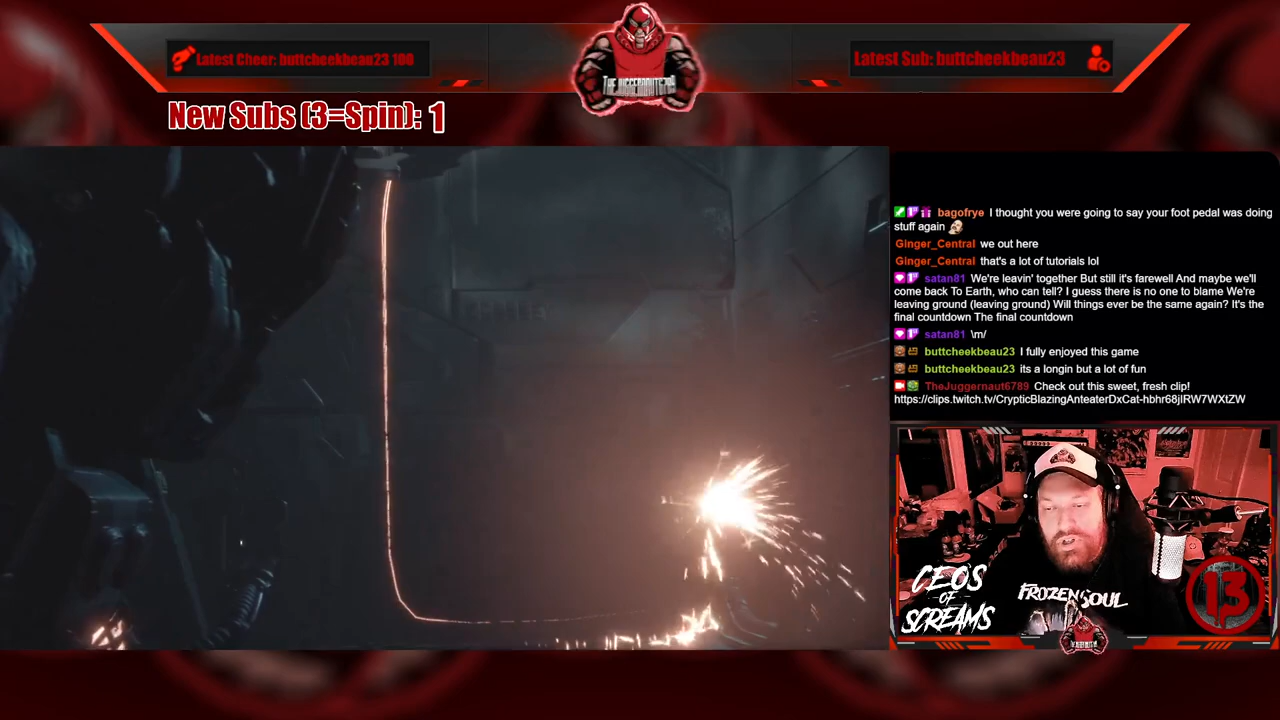 Latest Cheer: buttcheekbeau23 100
THEJUGGERNAUT6789
Latest Sub: buttcheekbeau23
New Subs (3=Spin): 1
bagofrye I thought you were going to say your foot pedal was doing
stuff again
Ginger_Central we out here
Ginger_Central that's a lot of tutorials lol
satan81 We're leavin' together But still it's farewell And maybe we'll
come back To Earth, who can tell? I guess there is no one to blame We're
leaving ground (leaving ground) Will things ever be the same again? It's the
final countdown The final countdown
satan81 \m/
buttcheekbeau23 I fully enjoyed this game
buttcheekbeau23 its a longin but a lot of fun
TheJuggernaut6789 Check out this sweet, fresh clip!
https://clips.twitch.tv/CrypticBlazingAnteaterDxCat-hbhr68jIRW7WXtZW
CEOS
OF
SCREAMS
FROZEN SOUL
13